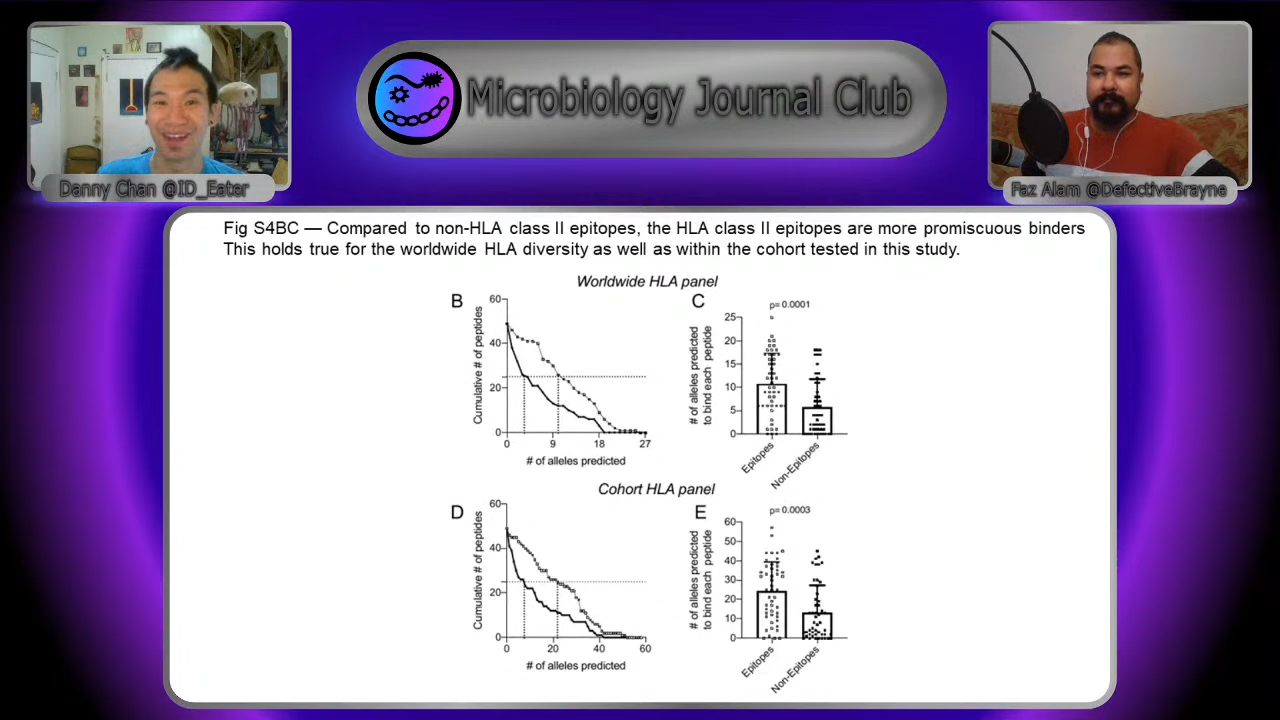 Microbiology Journal Club
Danny Chan @ID_Eater
Faz Alam @DefectiveBrayne
Fig S4BC — Compared to non-HLA class II epitopes, the HLA class II epitopes are more promiscuous binders
This holds true for the worldwide HLA diversity as well as within the cohort tested in this study.
Worldwide HLA panel
B
60
40
20
0
Cumulative # of peptides
0 9 18 27
# of alleles predicted
C
p= 0.0001
25
20
15
10
5
0
# of alleles predicted
to bind each peptide
Epitopes
Non-Epitopes
Cohort HLA panel
D
60
40
20
0
Cumulative # of peptides
0 20 40 60
# of alleles predicted
E
p= 0.0003
60
50
40
30
20
10
0
# of alleles predicted
to bind each peptide
Epitopes
Non-Epitopes